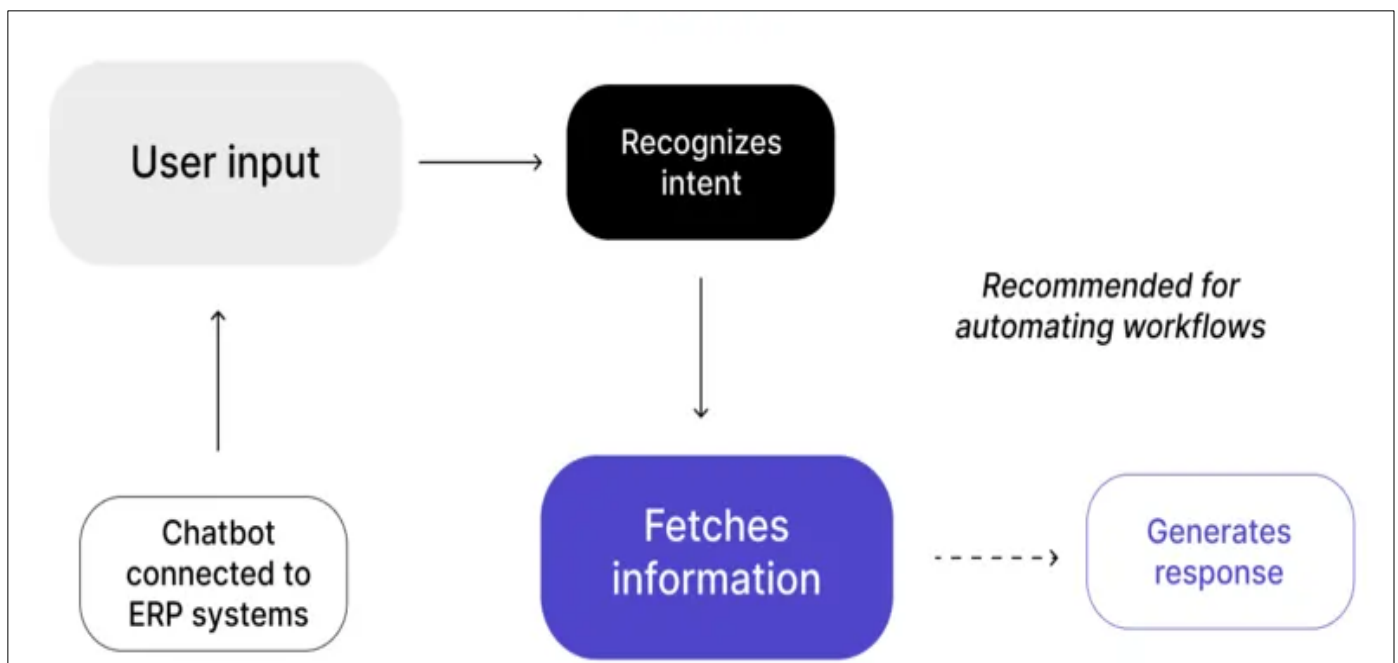 User input
Recognizes
intent
Recommended for
automating workflows
Chatbot
connected to
ERP systems
Fetches
information
Generates
response